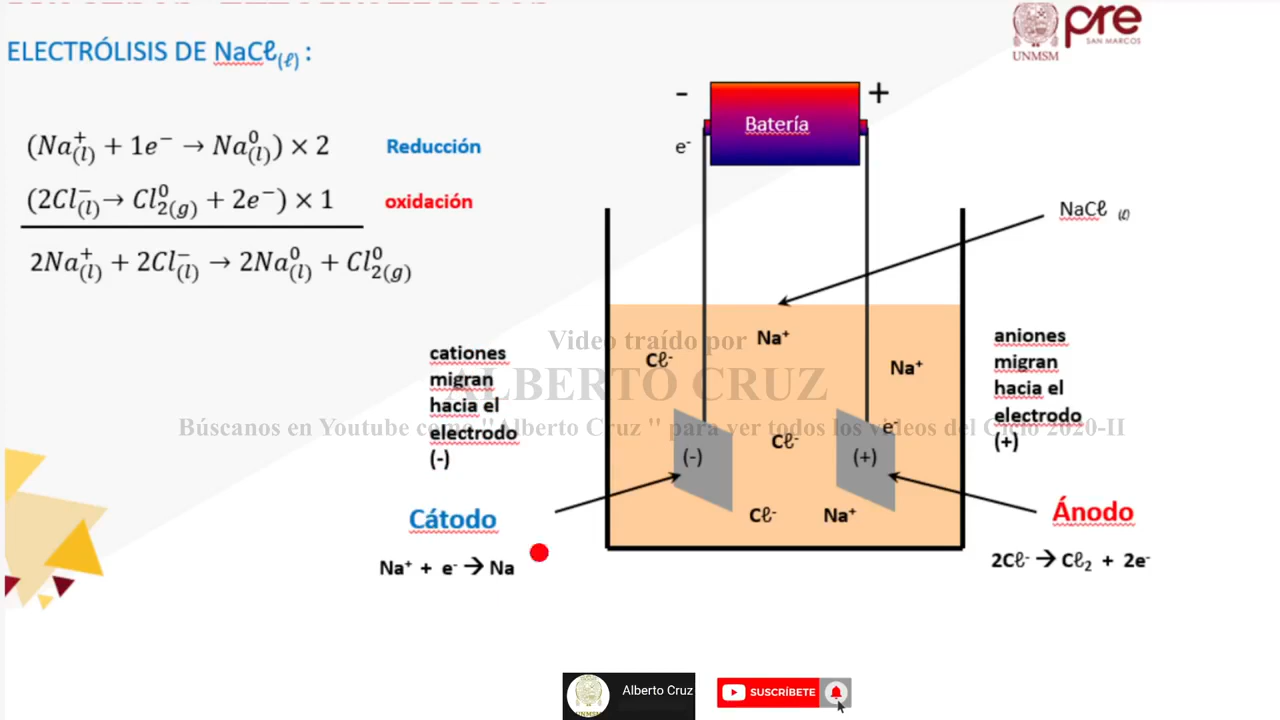 UNMSM
pre
SAN MARCOS
ELECTRÓLISIS DE NaCℓ(ℓ) :
(Na⁺(l) + 1e⁻ → Na⁰(l)) × 2
Reducción
(2Cl⁻(l) → Cl₂⁰(g) + 2e⁻) × 1
oxidación
2Na⁺(l) + 2Cl⁻(l) → 2Na⁰(l) + Cl₂⁰(g)
- +
Batería
e⁻
NaCℓ (ℓ)
Video traído por
ALBERTO CRUZ
Búscanos en Youtube como "Alberto Cruz " para ver todos los videos del Ciclo 2020-II
cationes
migran
hacia el
electrodo
(-)
Na⁺
Cℓ⁻
Na⁺
Cℓ⁻
e⁻
(-)
(+)
Cℓ⁻
Na⁺
aniones
migran
hacia el
electrodo
(+)
Cátodo
Na⁺ + e⁻ → Na
Ánodo
2Cℓ⁻ → Cℓ₂ + 2e⁻
UNMSM
Alberto Cruz
SUSCRÍBETE